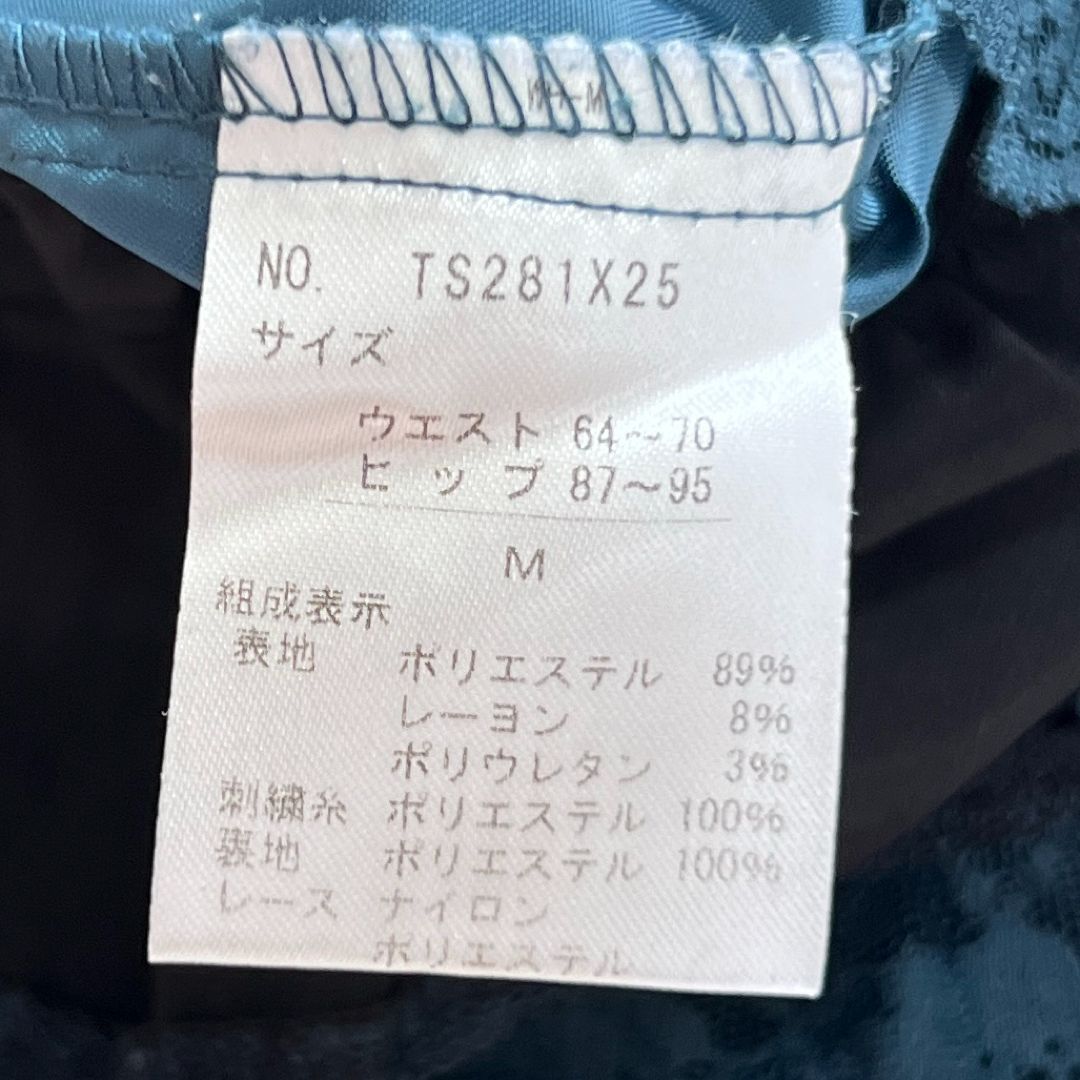 NO. TS281X25
サイズ
ウエスト 64～70
ヒップ 87～95
M
組成表示
表地 ポリエステル 89%
レーヨン 8%
ポリウレタン 3%
刺繍糸 ポリエステル 100%
裏地 ポリエステル 100%
レース ナイロン
ポリエステル